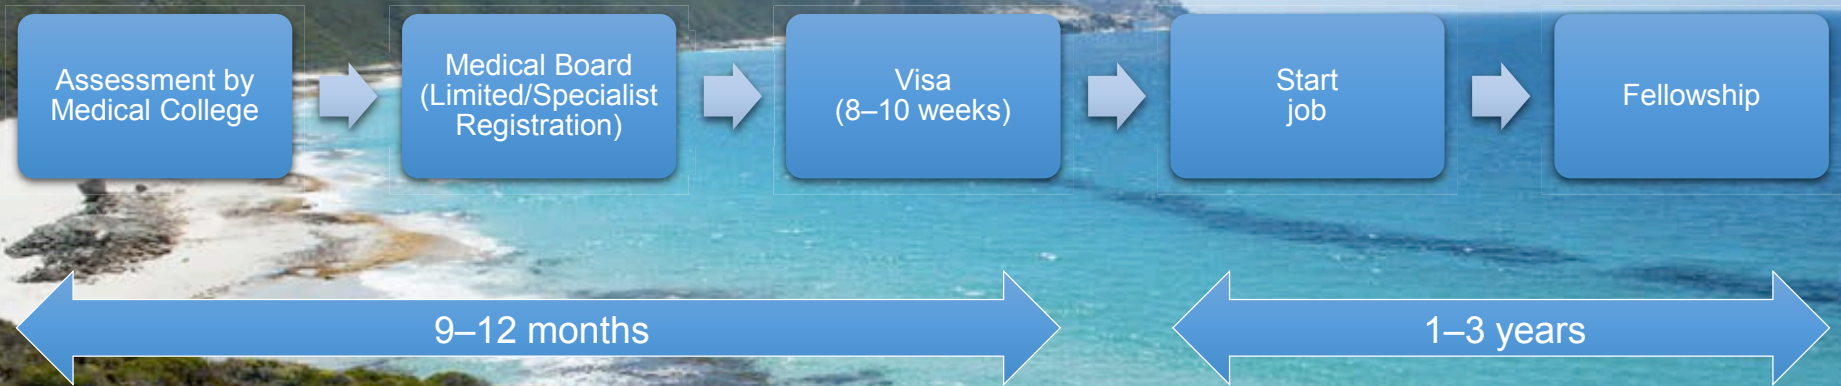 Assessment by
Medical College
Medical Board
(Limited/Specialist
Registration)
Visa
(8–10 weeks)
Start
job
Fellowship
9–12 months
1–3 years